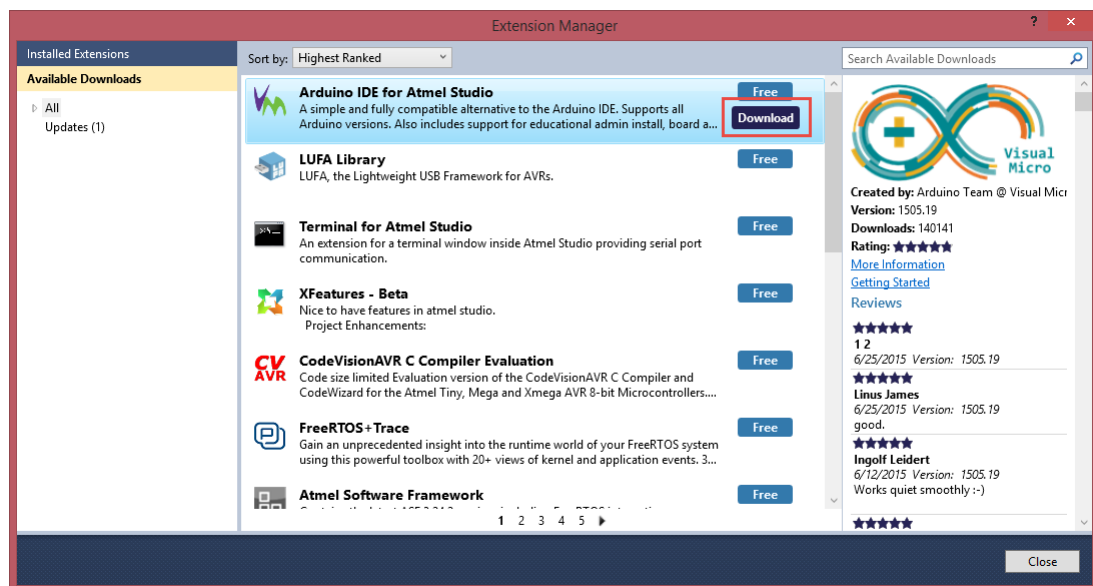 Extension Manager
?
×
Installed Extensions
Available Downloads
All
Updates (1)
Sort by: Highest Ranked
Arduino IDE for Atmel Studio
Free
A simple and fully compatible alternative to the Arduino IDE. Supports all
Arduino versions. Also includes support for educational admin install, board a...
Download
LUFA Library
Free
LUFA, the Lightweight USB Framework for AVRs.
Terminal for Atmel Studio
Free
An extension for a terminal window inside Atmel Studio providing serial port
communication.
XFeatures - Beta
Free
Nice to have features in atmel studio.
Project Enhancements:
CV
AVR
CodeVisionAVR C Compiler Evaluation
Free
Code size limited Evaluation version of the CodeVisionAVR C Compiler and
CodeWizard for the Atmel Tiny, Mega and Xmega AVR 8-bit Microcontrollers....
FreeRTOS+Trace
Free
Gain an unprecedented insight into the runtime world of your FreeRTOS system
using this powerful toolbox with 20+ views of kernel and application events. 3...
Atmel Software Framework
Free
1 2 3 4 5
Search Available Downloads
Visual
Micro
Created by: Arduino Team @ Visual Micr
Version: 1505.19
Downloads: 140141
Rating: ★★★★★
More Information
Getting Started
Reviews
★★★★★
1 2
6/25/2015 Version: 1505.19
★★★★★
Linus James
6/25/2015 Version: 1505.19
good.
★★★★★
Ingolf Leidert
6/12/2015 Version: 1505.19
Works quiet smoothly :-)
★★★★★
Close